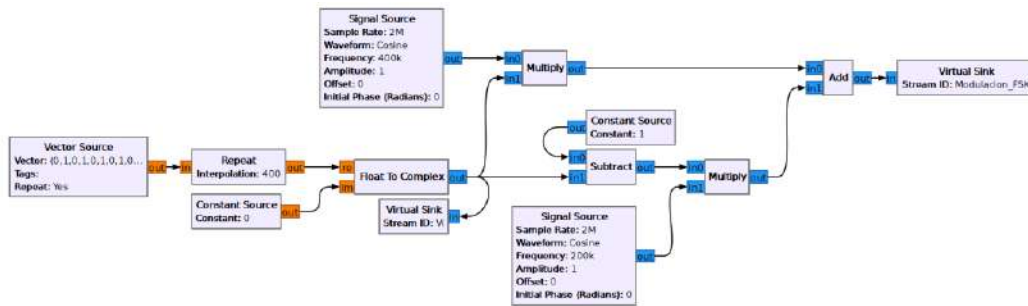 Signal Source
Sample Rate: 2M
Waveform: Cosine
Frequency: 400k
Amplitude: 1
Offset: 0
Initial Phase (Radians): 0
out
in0
in1
Multiply
out
in0
in1
Add
out
in
Virtual Sink
Stream ID: Modulacion_FSK
Constant Source
Constant: 1
out
Vector Source
Vector: (0,1,0,1,0,1,0,1,0...
Tags:
Repeat: Yes
out
in
Repeat
Interpolation: 400
out
re
im
Float To Complex
out
in0
in1
Subtract
out
in0
in1
Multiply
out
Constant Source
Constant: 0
out
Virtual Sink
Stream ID: Vi
in
Signal Source
Sample Rate: 2M
Waveform: Cosine
Frequency: 200k
Amplitude: 1
Offset: 0
Initial Phase (Radians): 0
out